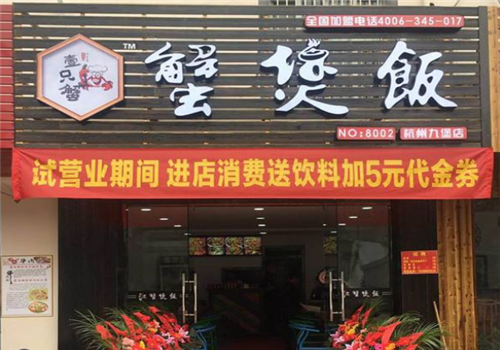 全国加盟电话4006-345-017
壹兄蟹
TM
蟹煲飯
NO:8002
杭州九堡店
试营业期间 进店消费送饮料加5元代金券